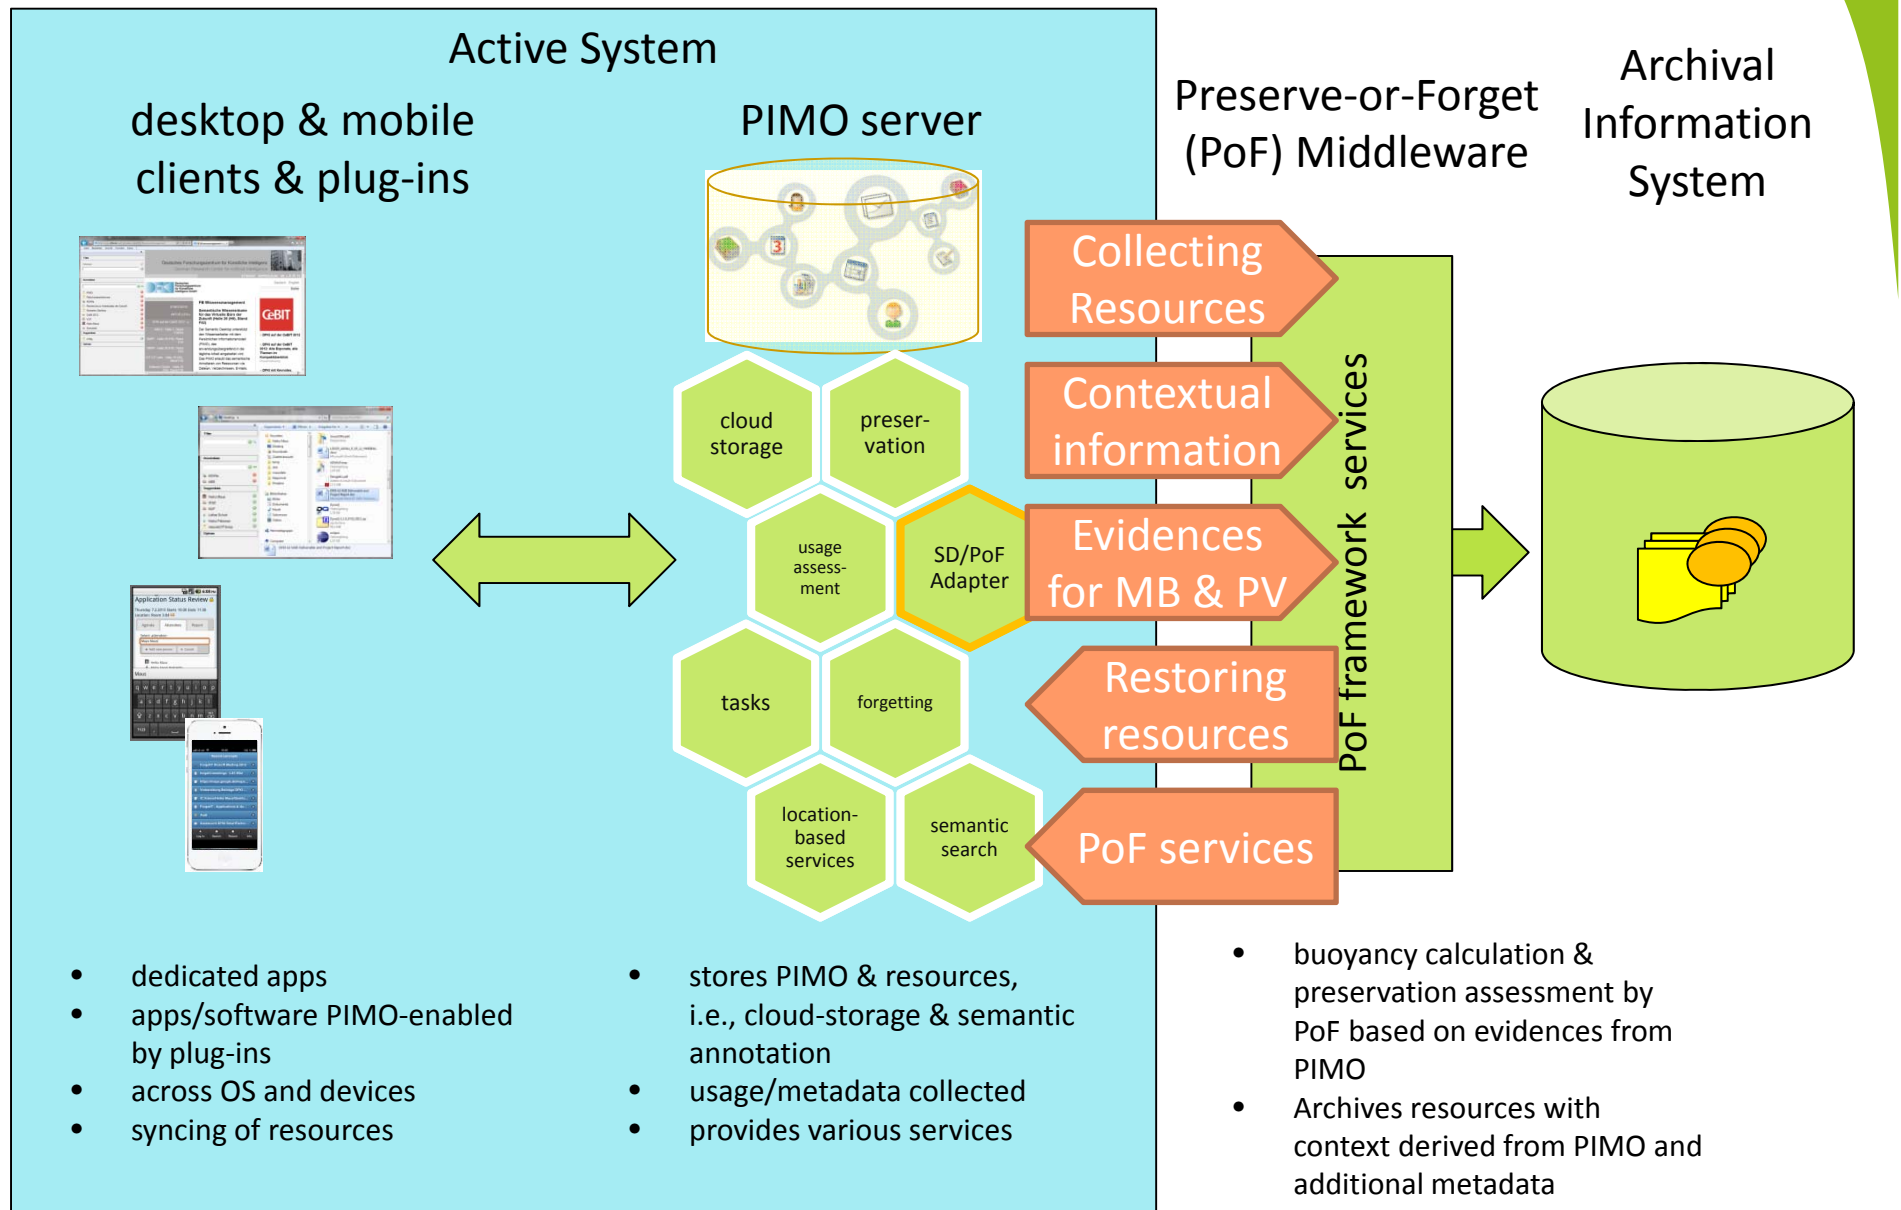 Active System
desktop & mobile
clients & plug-ins
PIMO server
Preserve-or-Forget
(PoF) Middleware
Archival
Information
System
CeBIT
Application Status Review
3
cloud
storage
preser-
vation
usage
assess-
ment
SD/PoF
Adapter
tasks
forgetting
location-
based
services
semantic
search
Collecting
Resources
Contextual
information
Evidences
for MB & PV
Restoring
resources
PoF services
PoF framework services
• dedicated apps
• apps/software PIMO-enabled
by plug-ins
• across OS and devices
• syncing of resources
• stores PIMO & resources,
i.e., cloud-storage & semantic
annotation
• usage/metadata collected
• provides various services
• buoyancy calculation &
preservation assessment by
PoF based on evidences from
PIMO
• Archives resources with
context derived from PIMO and
additional metadata